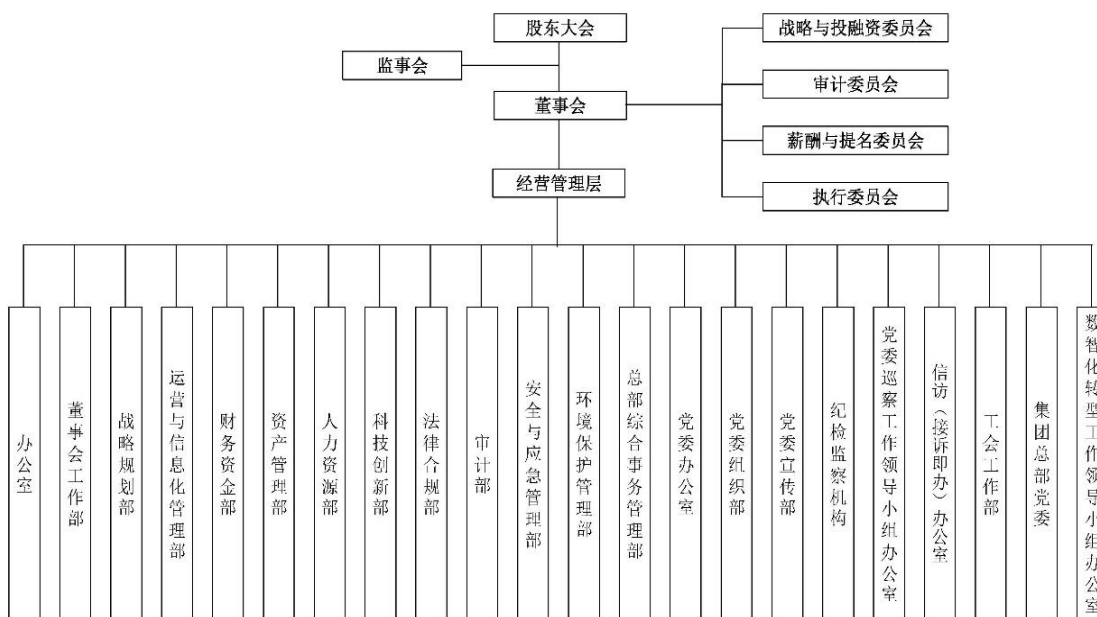 股东大会
战略与投融资委员会
监事会
审计委员会
董事会
薪酬与提名委员会
经营管理层
执行委员会
办公室
董事会工作部
战略规划部
运营与信息化管理部
财务资金部
资产管理部
人力资源部
科技创新部
法律合规部
审计部
安全与应急管理部
环境保护管理部
总部综合事务管理部
党委办公室
党委组织部
党委宣传部
纪检监察机构
党委巡察工作领导小组办公室
信访（接诉即办）办公室
工会工作部
集团总部党委
数智化转型工作领导小组办公室